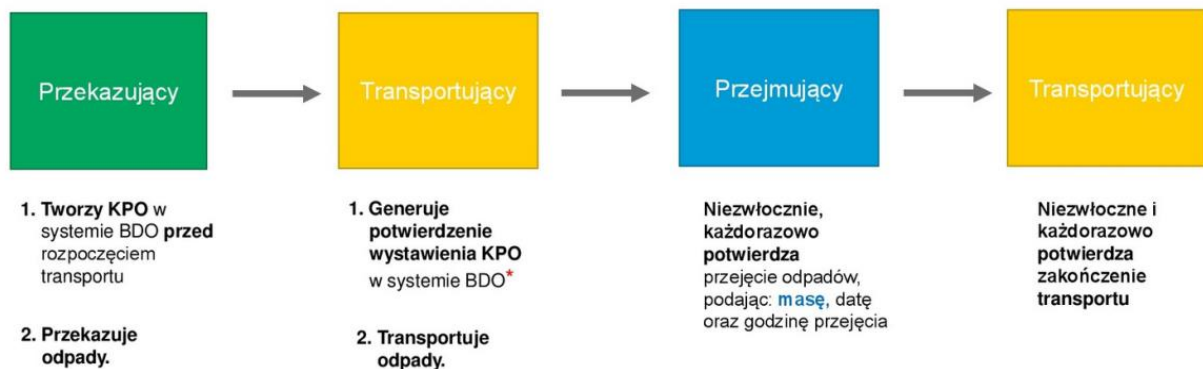 Przekazujący
Transportujący
Przejmujący
Transportujący
1. Tworzy KPO w
systemie BDO przed
rozpoczęciem
transportu
2. Przekazuje
odpady.
1. Generuje
potwierdzenie
wystawienia KPO
w systemie BDO*
2. Transportuje
odpady.
Niezwłocznie,
każdorazowo
potwierdza
przejęcie odpadów,
podając: masę, datę
oraz godzinę przejęcia
Niezwłoczne i
każdorazowo
potwierdza
zakończenie
transportu